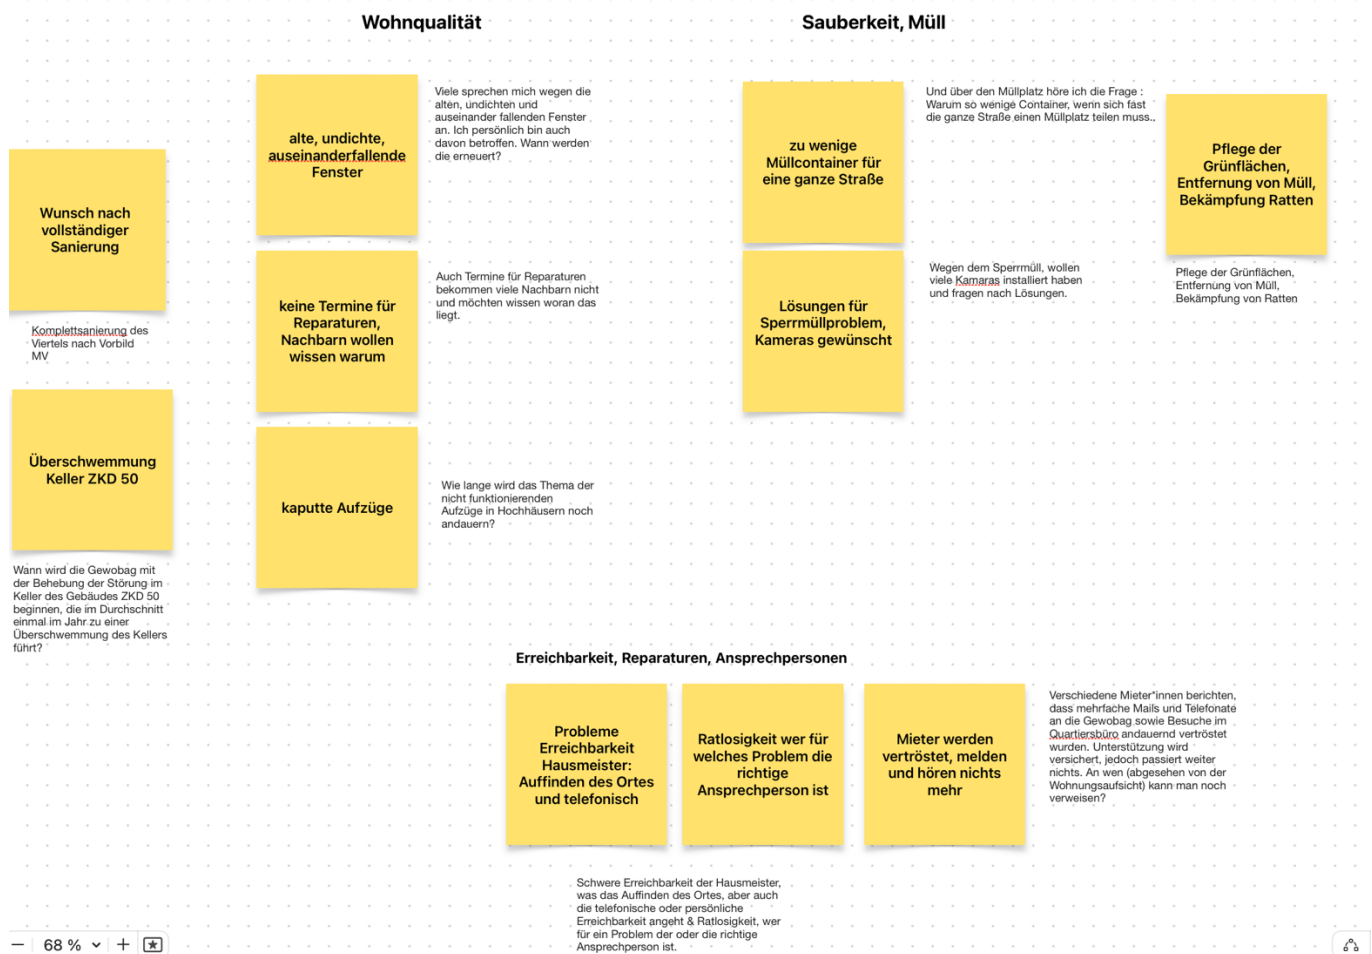 Wohnqualität
Wunsch nach
vollständiger
Sanierung
Komplettsanierung des
Viertels nach Vorbild
MV
Überschwemmung
Keller ZKD 50
Wann wird die Gewobag mit
der Behebung der Störung im
Keller des Gebäudes ZKD 50
beginnen, die im Durchschnitt
einmal im Jahr zu einer
Überschwemmung des Kellers
führt?
alte, undichte,
auseinanderfallende
Fenster
Viele sprechen mich wegen die
alten, undichten und
auseinander fallenden Fenster
an. Ich persönlich bin auch
davon betroffen. Wann werden
die erneuert?
keine Termine für
Reparaturen,
Nachbarn wollen
wissen warum
Auch Termine für Reparaturen
bekommen viele Nachbarn nicht
und möchten wissen woran das
liegt.
kaputte Aufzüge
Wie lange wird das Thema der
nicht funktionierenden
Aufzüge in Hochhäusern noch
andauern?
Sauberkeit, Müll
zu wenige
Müllcontainer für
eine ganze Straße
Und über den Müllplatz höre ich die Frage :
Warum so wenige Container, wenn sich fast
die ganze Straße einen Müllplatz teilen muss..
Lösungen für
Sperrmüllproblem,
Kameras gewünscht
Wegen dem Sperrmüll, wollen
viele Kamaras installiert haben
und fragen nach Lösungen.
Pflege der
Grünflächen,
Entfernung von Müll,
Bekämpfung Ratten
Pflege der Grünflächen,
Entfernung von Müll,
Bekämpfung von Ratten
Erreichbarkeit, Reparaturen, Ansprechpersonen
Probleme
Erreichbarkeit
Hausmeister:
Auffinden des Ortes
und telefonisch
Ratlosigkeit wer für
welches Problem die
richtige
Ansprechperson ist
Schwere Erreichbarkeit der Hausmeister,
was das Auffinden des Ortes, aber auch
die telefonische oder persönliche
Erreichbarkeit angeht & Ratlosigkeit, wer
für ein Problem der oder die richtige
Ansprechperson ist.
Mieter werden
vertröstet, melden
und hören nichts
mehr
Verschiedene Mieter*innen berichten,
dass mehrfache Mails und Telefonate
an die Gewobag sowie Besuche im
Quartiersbüro andauernd vertröstet
wurden. Unterstützung wird
versichert, jedoch passiert weiter
nichts. An wen (abgesehen von der
Wohnungsaufsicht) kann man noch
verweisen?
68 %